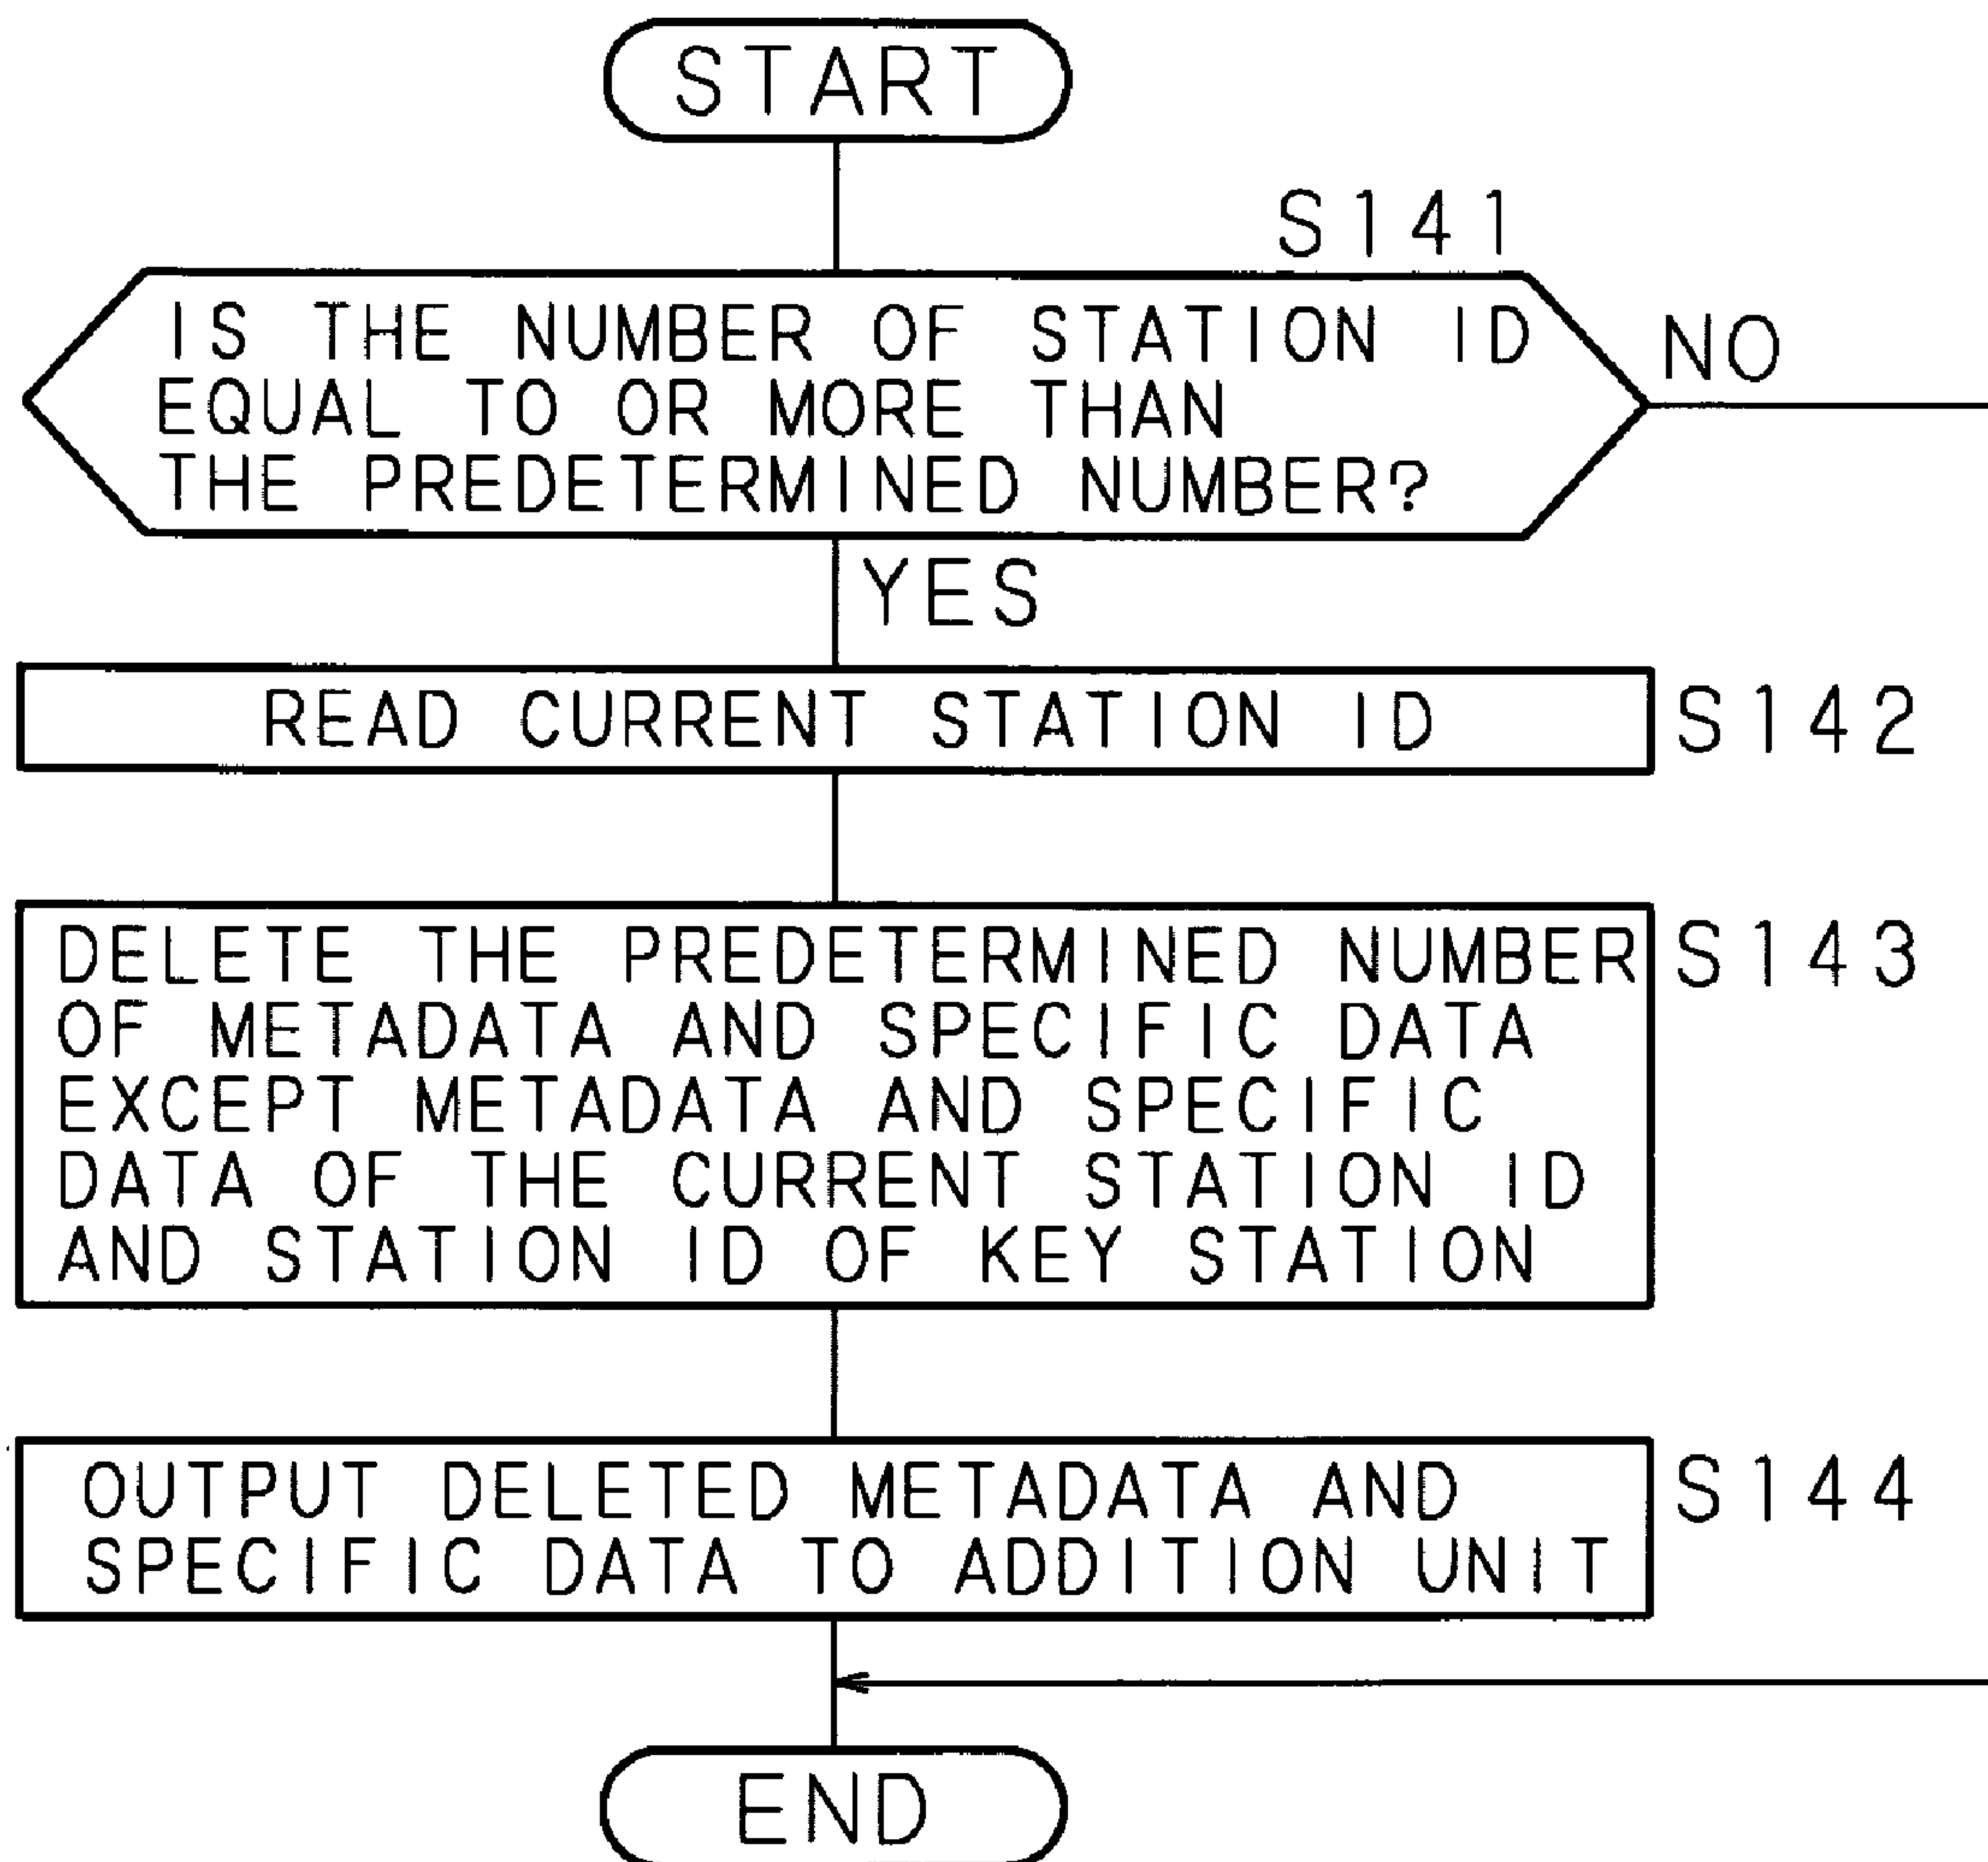 START
S141
IS THE NUMBER OF STATION ID
EQUAL TO OR MORE THAN
THE PREDETERMINED NUMBER?
NO
YES
READ CURRENT STATION ID
S142
DELETE THE PREDETERMINED NUMBER
OF METADATA AND SPECIFIC DATA
EXCEPT METADATA AND SPECIFIC
DATA OF THE CURRENT STATION ID
AND STATION ID OF KEY STATION
S143
OUTPUT DELETED METADATA AND
SPECIFIC DATA TO ADDITION UNIT
S144
END